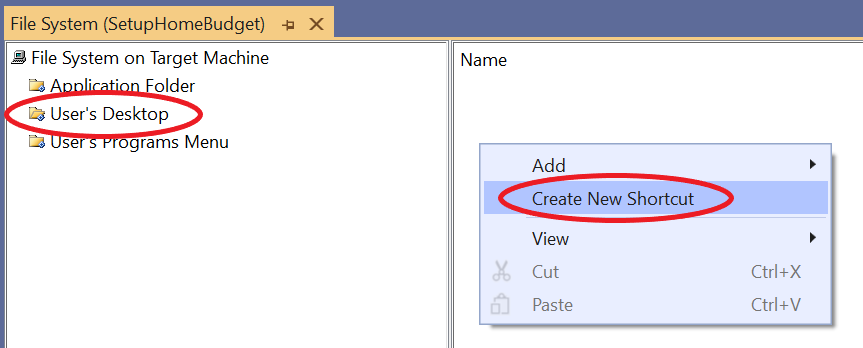 File System (SetupHomeBudget)
File System on Target Machine
Application Folder
User's Desktop
User's Programs Menu
Name
Add
Create New Shortcut
View
Cut Ctrl+X
Paste Ctrl+V